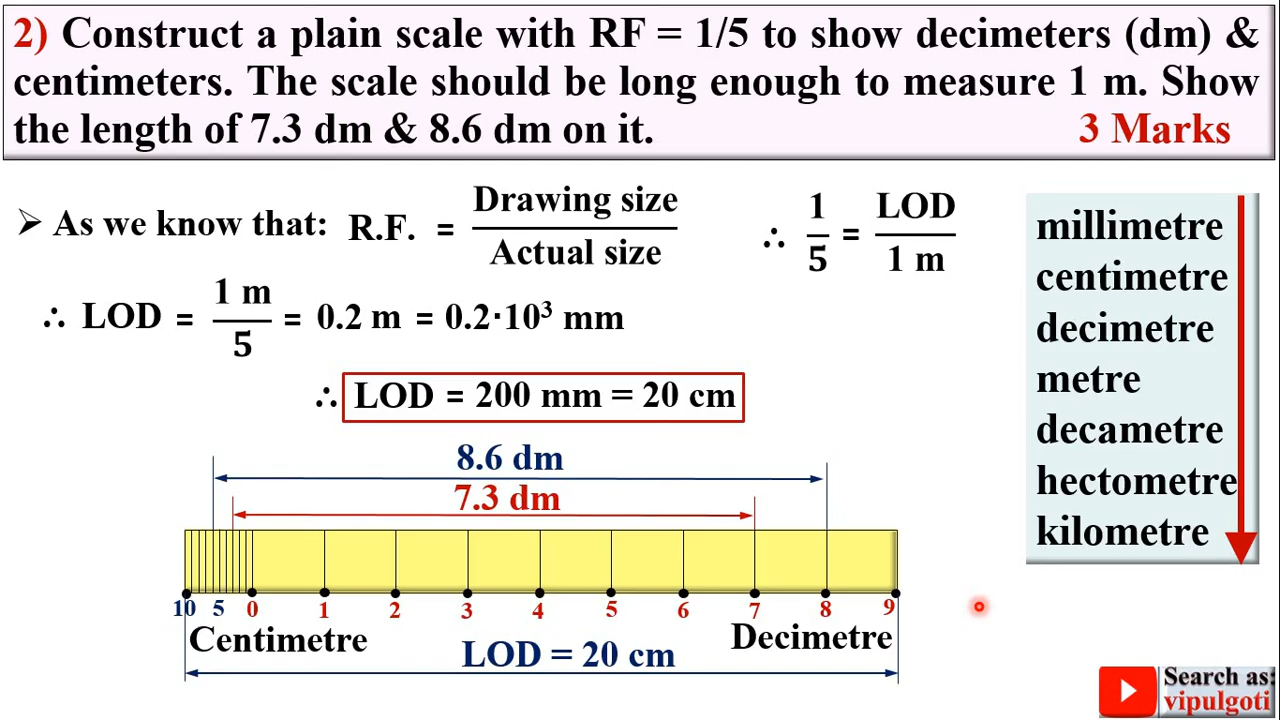 2) Construct a plain scale with RF = 1/5 to show decimeters (dm) &
centimeters. The scale should be long enough to measure 1 m. Show
the length of 7.3 dm & 8.6 dm on it. 3 Marks
➢ As we know that: R.F. = Drawing size / Actual size ∴ 1/5 = LOD / 1 m
∴ LOD = 1 m / 5 = 0.2 m = 0.2·10³ mm
∴ LOD = 200 mm = 20 cm
millimetre
centimetre
decimetre
metre
decametre
hectometre
kilometre
8.6 dm
7.3 dm
10 5 0 1 2 3 4 5 6 7 8 9
Centimetre Decimetre
LOD = 20 cm
Search as:
vipulgoti